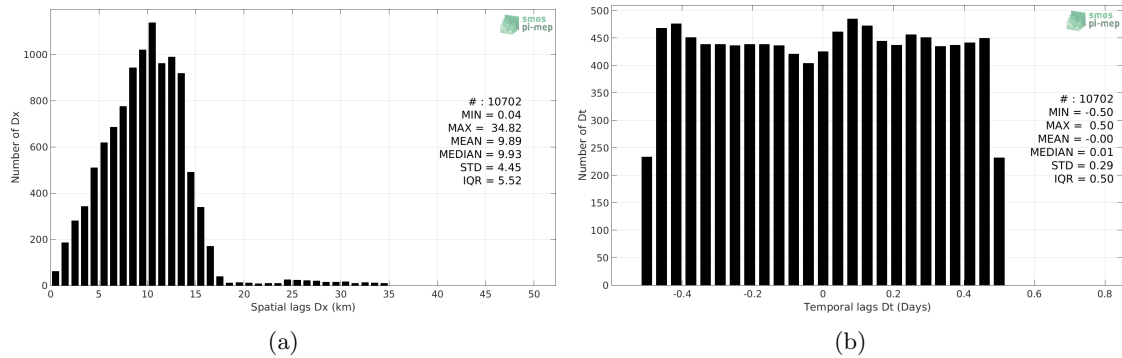 smos
pi-mep
1000
800
600
400
200
0
Number of Dx
# : 10702
MIN = 0.04
MAX = 34.82
MEAN = 9.89
MEDIAN = 9.93
STD = 4.45
IQR = 5.52
0 5 10 15 20 25 30 35 40 45 50
Spatial lags Dx (km)
(a)
smos
pi-mep
500
450
400
350
300
250
200
150
100
50
0
Number of Dt
# : 10702
MIN = -0.50
MAX = 0.50
MEAN = -0.00
MEDIAN = 0.01
STD = 0.29
IQR = 0.50
-0.4 -0.2 0 0.2 0.4 0.6 0.8
Temporal lags Dt (Days)
(b)